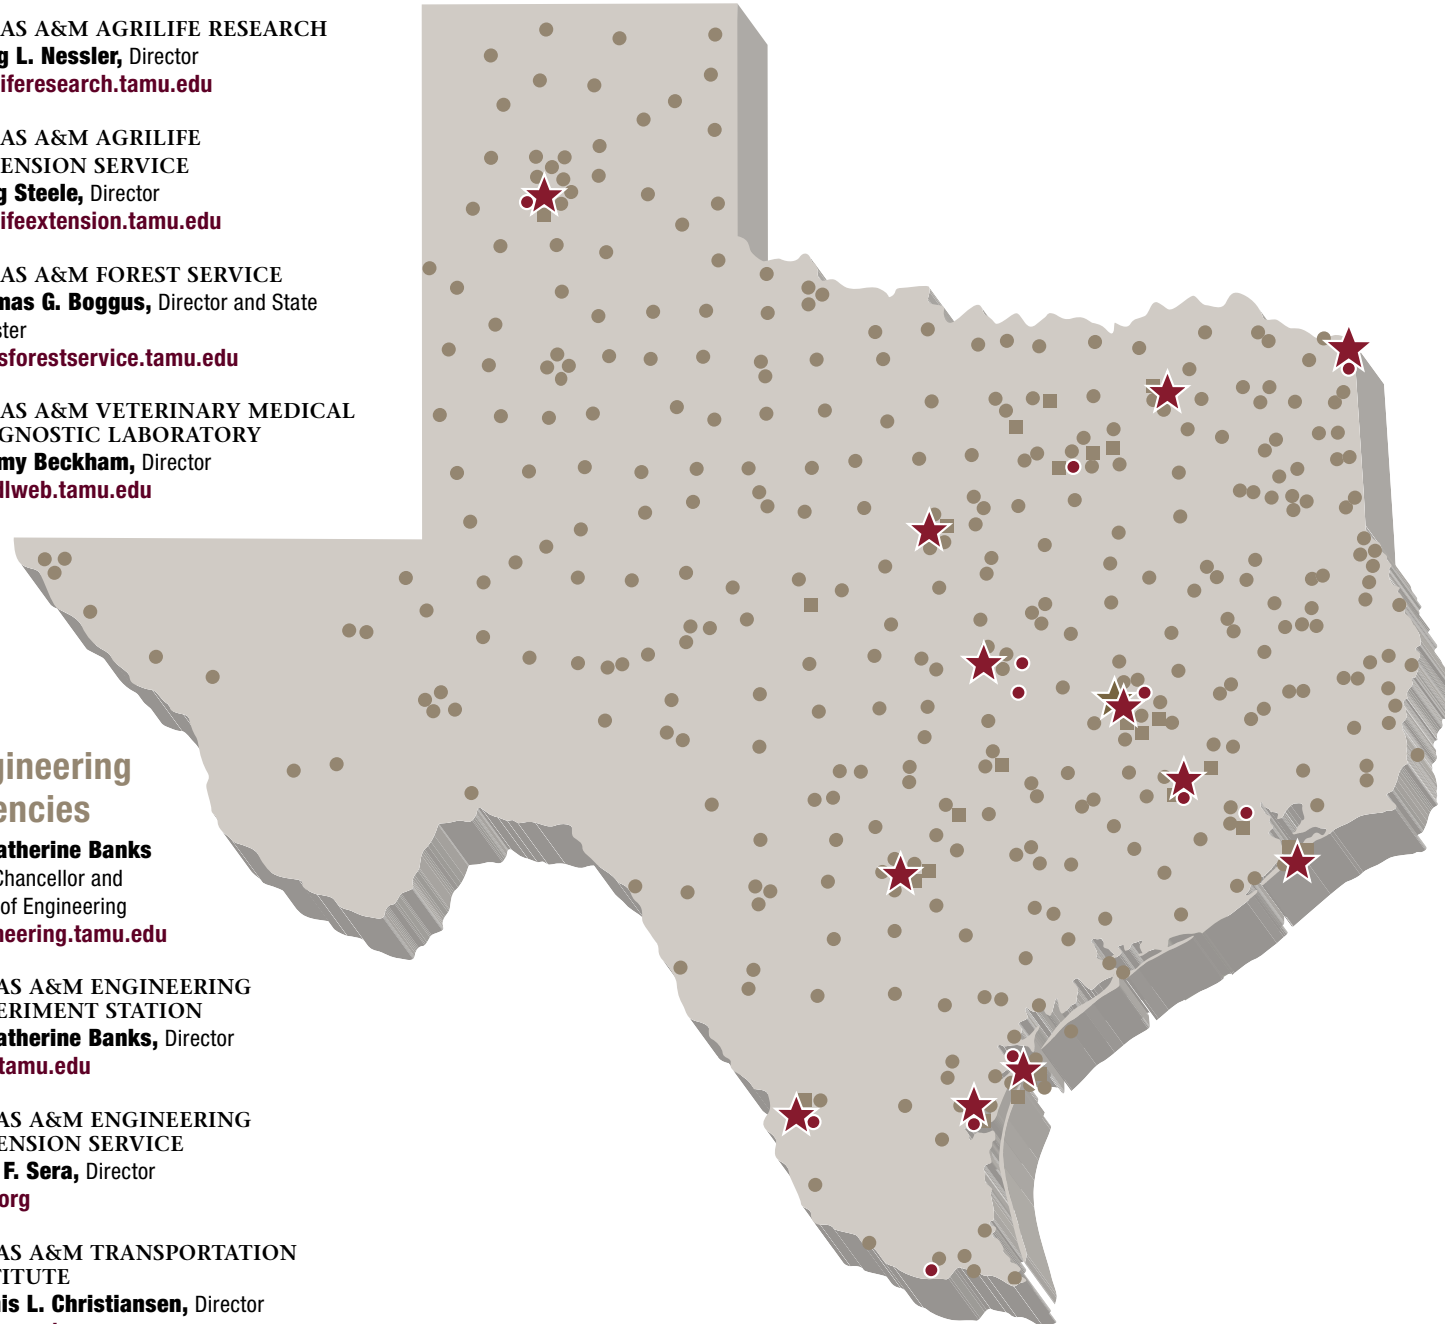 AS A&M AGRILIFE RESEARCH
g L. Nessler, Director
iferesearch.tamu.edu
AS A&M AGRILIFE
ENSION SERVICE
g Steele, Director
ifeextension.tamu.edu
AS A&M FOREST SERVICE
mas G. Boggus, Director and State
ster
sforestservice.tamu.edu
AS A&M VETERINARY MEDICAL
GNOSTIC LABORATORY
my Beckham, Director
dlweb.tamu.edu
gineering
encies
atherine Banks
Chancellor and
of Engineering
neering.tamu.edu
AS A&M ENGINEERING
ERIMENT STATION
atherine Banks, Director
.tamu.edu
AS A&M ENGINEERING
ENSION SERVICE
F. Sera, Director
org
AS A&M TRANSPORTATION
TITUTE
nis L. Christiansen, Director